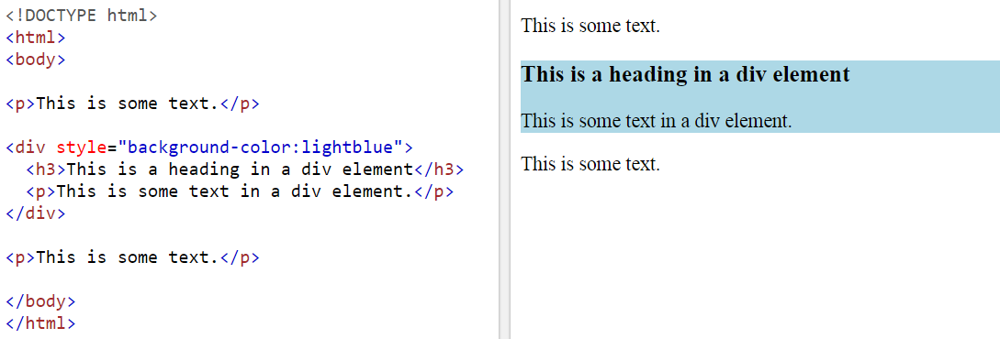 <!DOCTYPE html>
<html>
<body>

<p>This is some text.</p>

<div style="background-color:lightblue">
  <h3>This is a heading in a div element</h3>
  <p>This is some text in a div element.</p>
</div>

<p>This is some text.</p>

</body>
</html>
This is some text.
This is a heading in a div element
This is some text in a div element.
This is some text.